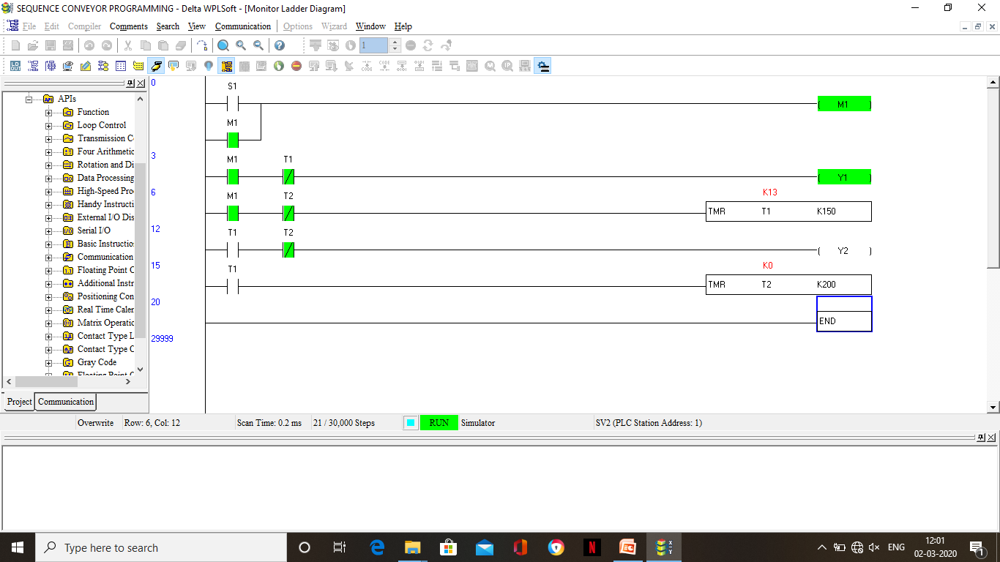 SEQUENCE CONVEYOR PROGRAMMING - Delta WPLSoft - [Monitor Ladder Diagram]
File Edit Compiler Comments Search View Communication Options Wizard Window Help
1
APIs
Function
Loop Control
Transmission C
Four Arithmetic
Rotation and Di
Data Processing
High-Speed Pro
Handy Instructi
External I/O Dis
Serial I/O
Basic Instructio
Communication
Floating Point C
Additional Instr
Positioning Con
Real Time Caler
Matrix Operatic
Contact Type L
Contact Type C
Gray Code
Floating Point C
Project Communication
0
S1
( M1 )
M1
3
M1 T1
( Y1 )
6
M1 T2 K13
TMR T1 K150
12
T1 T2
( Y2 )
15
T1 K0
TMR T2 K200
20
END
29999
Overwrite Row: 6, Col: 12 Scan Time: 0.2 ms 21 / 30,000 Steps RUN Simulator SV2 (PLC Station Address: 1)
Type here to search
ENG
12:01
02-03-2020
1